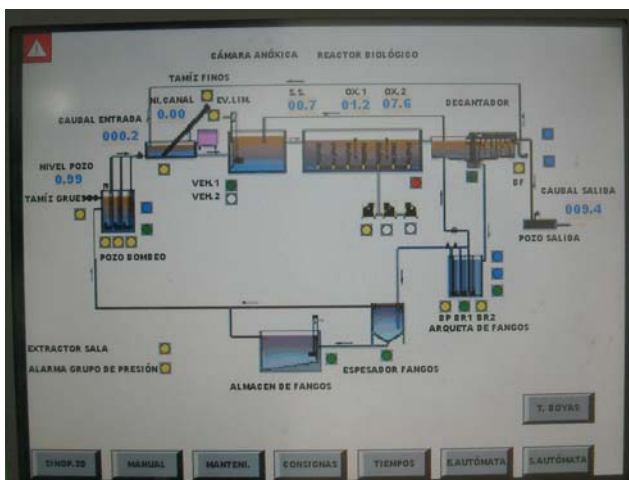 CÁMARA ANÓXICA REACTOR BIOLÓGICO
TAMÍZ FINOS
NI.CANAL EV.LIM. S.S. OX.1 OX.2
0.00 00.7 01.2 07.6 DECANTADOR
CAUDAL ENTRADA
000.2
NIVEL POZO
0.99
TAMÍZ GRUESO
VEH.1
VEH.2
BF
CAUDAL SALIDA
009.4
POZO SALIDA
POZO BOMBEO
BP BR1 BR2
ARQUETA DE FANGOS
EXTRACTOR SALA
ALARMA GRUPO DE PRESIÓN
ESPESADOR FANGOS
ALMACEN DE FANGOS
T. BOYAS
SINOP.2D MANUAL MANTENI. CONSIGNAS TIEMPOS E.AUTÓMATA S.AUTÓMATA